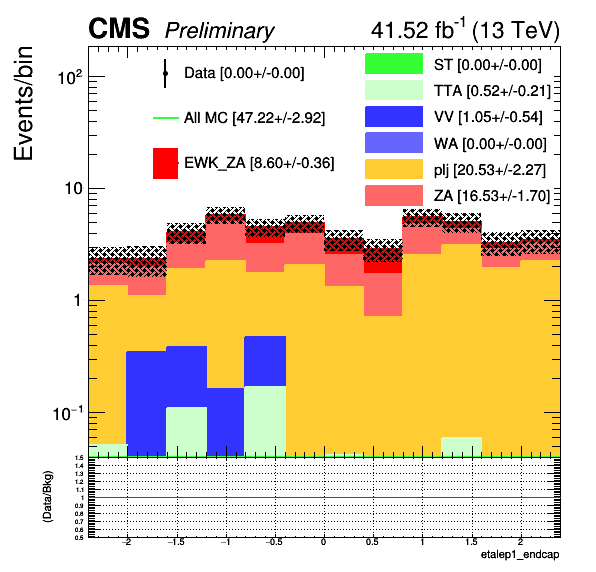 CMS Preliminary 41.52 fb⁻¹ (13 TeV)
Events/bin
Data [0.00+/-0.00]
All MC [47.22+/-2.92]
EWK_ZA [8.60+/-0.36]
ST [0.00+/-0.00]
TTA [0.52+/-0.21]
VV [1.05+/-0.54]
WA [0.00+/-0.00]
plj [20.53+/-2.27]
ZA [16.53+/-1.70]
10²
10
1
10⁻¹
(Data/Bkg)
1.5
1.4
1.3
1.2
1.1
1
0.9
0.8
0.7
0.6
0.5
−2 −1.5 −1 −0.5 0 0.5 1 1.5 2
etalep1_endcap